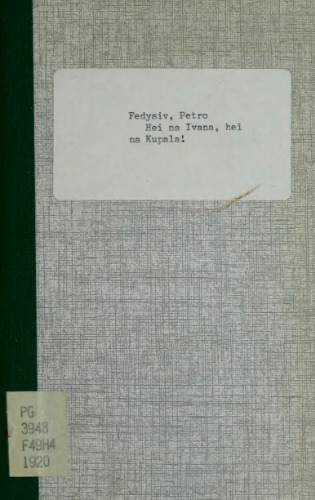 Fedysiv, Petro
Hei na Ivana, hei
na Kupala!
PG
3948
F49H4
1920